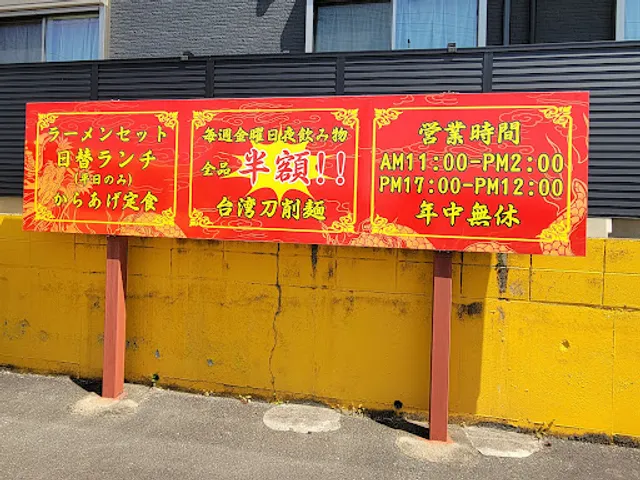 ラーメンセット
日替ランチ
(平日のみ)
からあげ定食
毎週金曜日夜飲み物
全品半額!!
台湾刀削麺
営業時間
AM11:00-PM2:00
PM17:00-PM12:00
年中無休